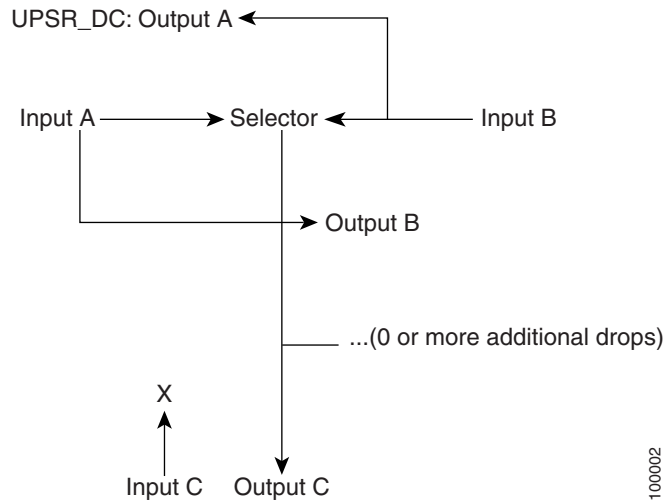 UPSR_DC: Output A
Input A
Selector
Input B
Output B
...(0 or more additional drops)
X
Input C
Output C
100002